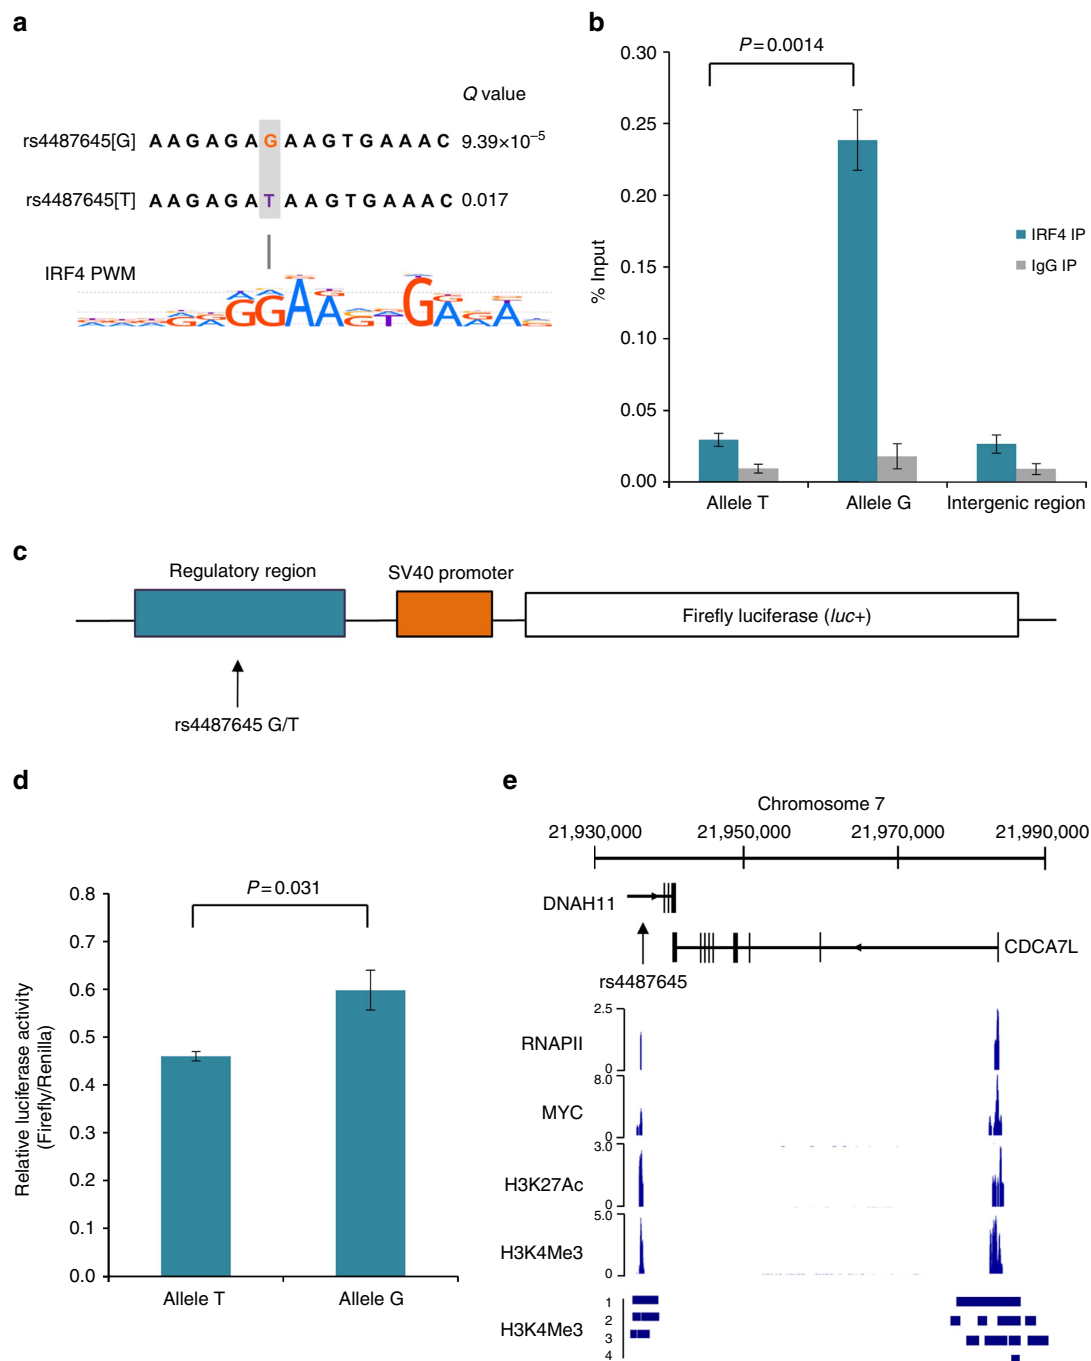 a
Q value
rs4487645[G] AAGAGAGAAGTGAAAC 9.39×10−5
rs4487645[T] AAGAGATAAGTGAAAC 0.017
IRF4 PWM
b
P=0.0014
% Input
0.30
0.25
0.20
0.15
0.10
0.05
0.00
Allele T
Allele G
Intergenic region
IRF4 IP
IgG IP
c
Regulatory region
SV40 promoter
Firefly luciferase (luc+)
rs4487645 G/T
d
P=0.031
Relative luciferase activity
(Firefly/Renilla)
0.8
0.7
0.6
0.5
0.4
0.3
0.2
0.1
0.0
Allele T
Allele G
e
Chromosome 7
21,930,000 21,950,000 21,970,000 21,990,000
DNAH11
CDCA7L
rs4487645
RNAPII
2.5
0
MYC
8.0
0
H3K27Ac
3.0
0
H3K4Me3
5.0
0
H3K4Me3
1
2
3
4